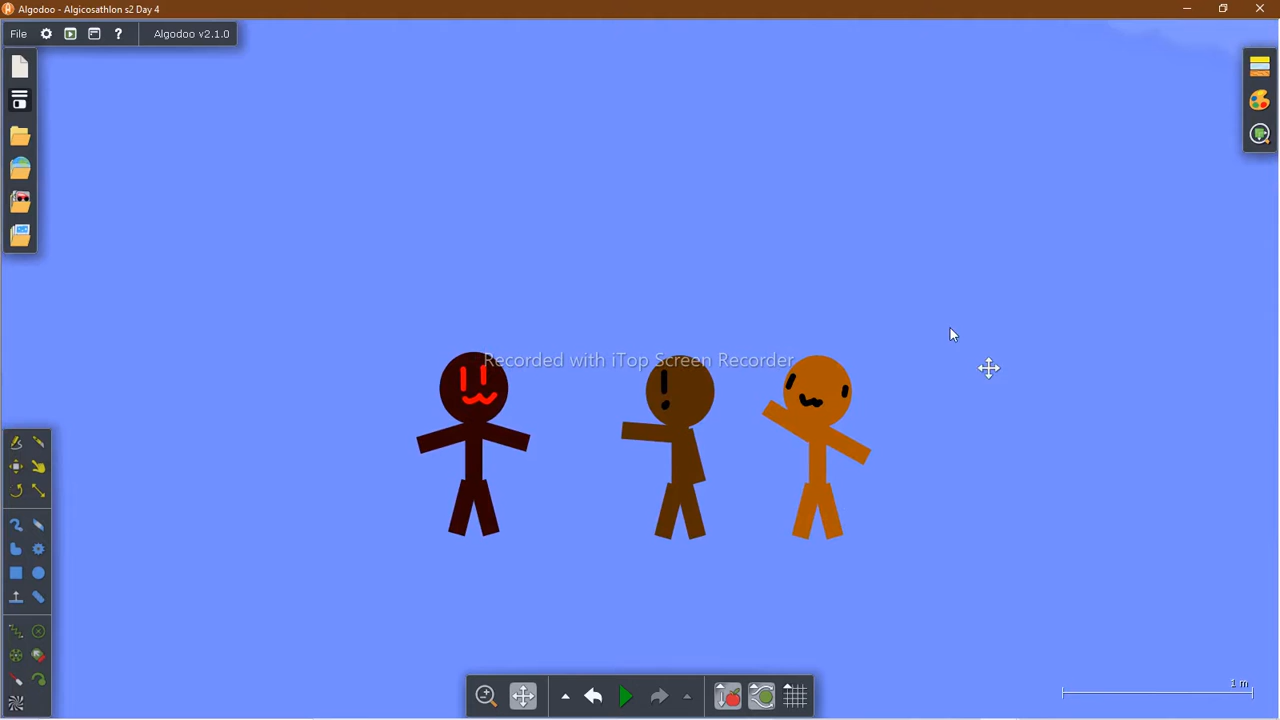 Algodoo - Algicosathlon s2 Day 4
File ? Algodoo v2.1.0
Recorded with iTop Screen Recorder
1 m